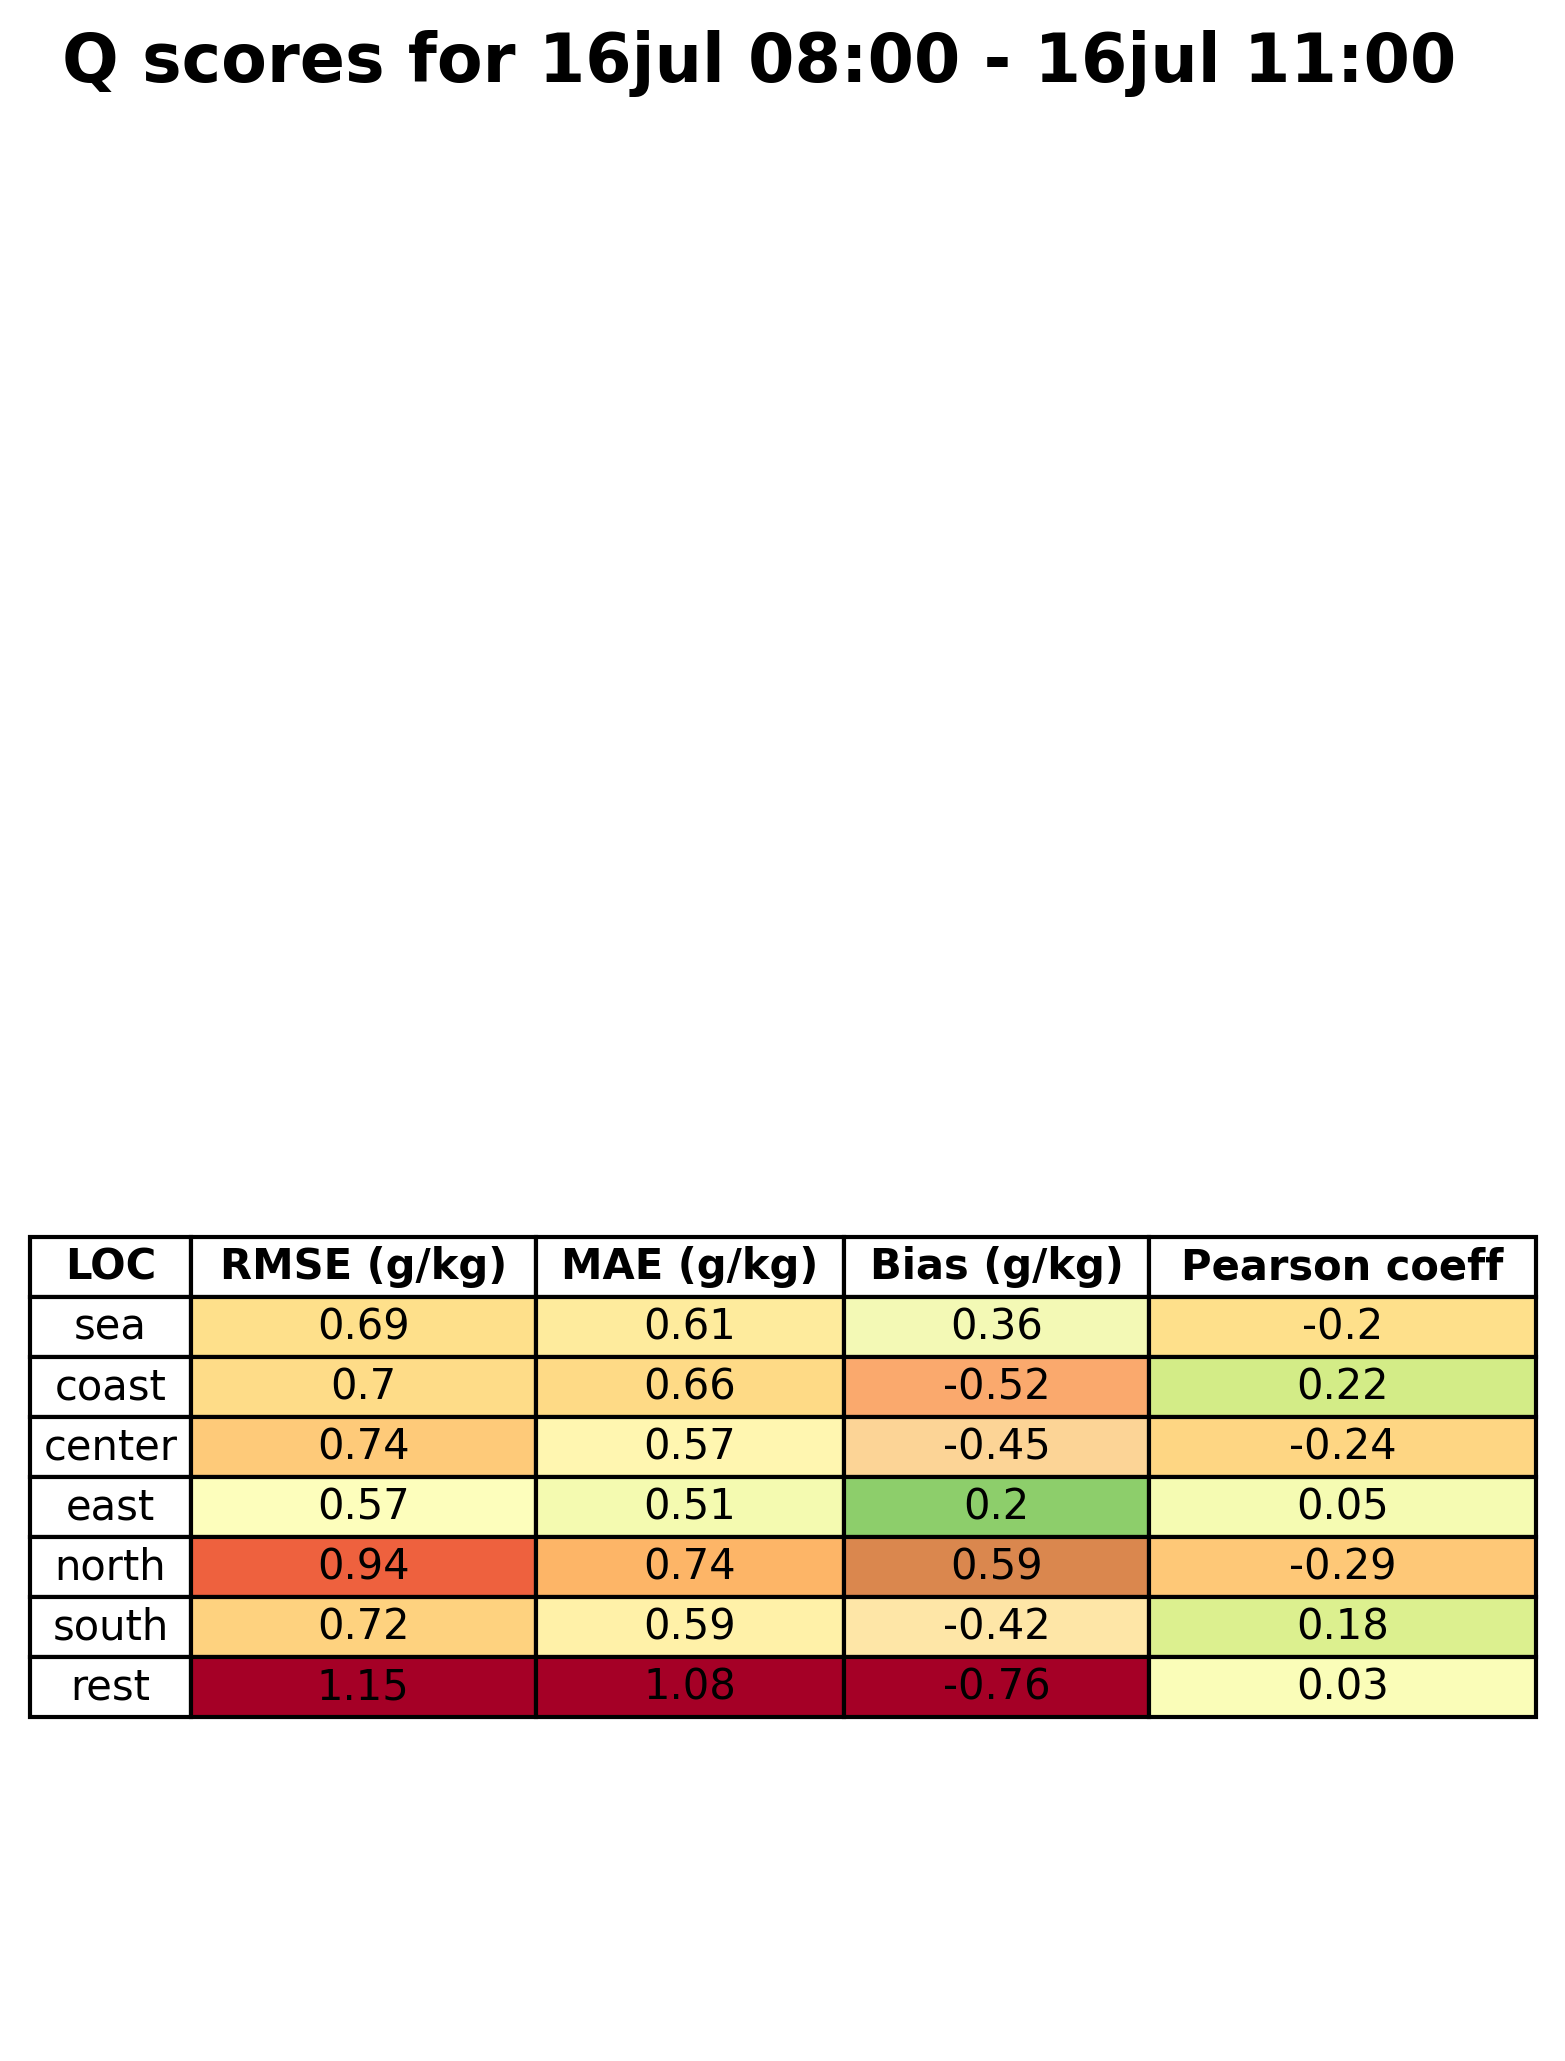 Q scores for 16jul 08:00 - 16jul 11:00
LOC RMSE (g/kg) MAE (g/kg) Bias (g/kg) Pearson coeff
sea 0.69 0.61 0.36 -0.2
coast 0.7 0.66 -0.52 0.22
center 0.74 0.57 -0.45 -0.24
east 0.57 0.51 0.2 0.05
north 0.94 0.74 0.59 -0.29
south 0.72 0.59 -0.42 0.18
rest 1.15 1.08 -0.76 0.03